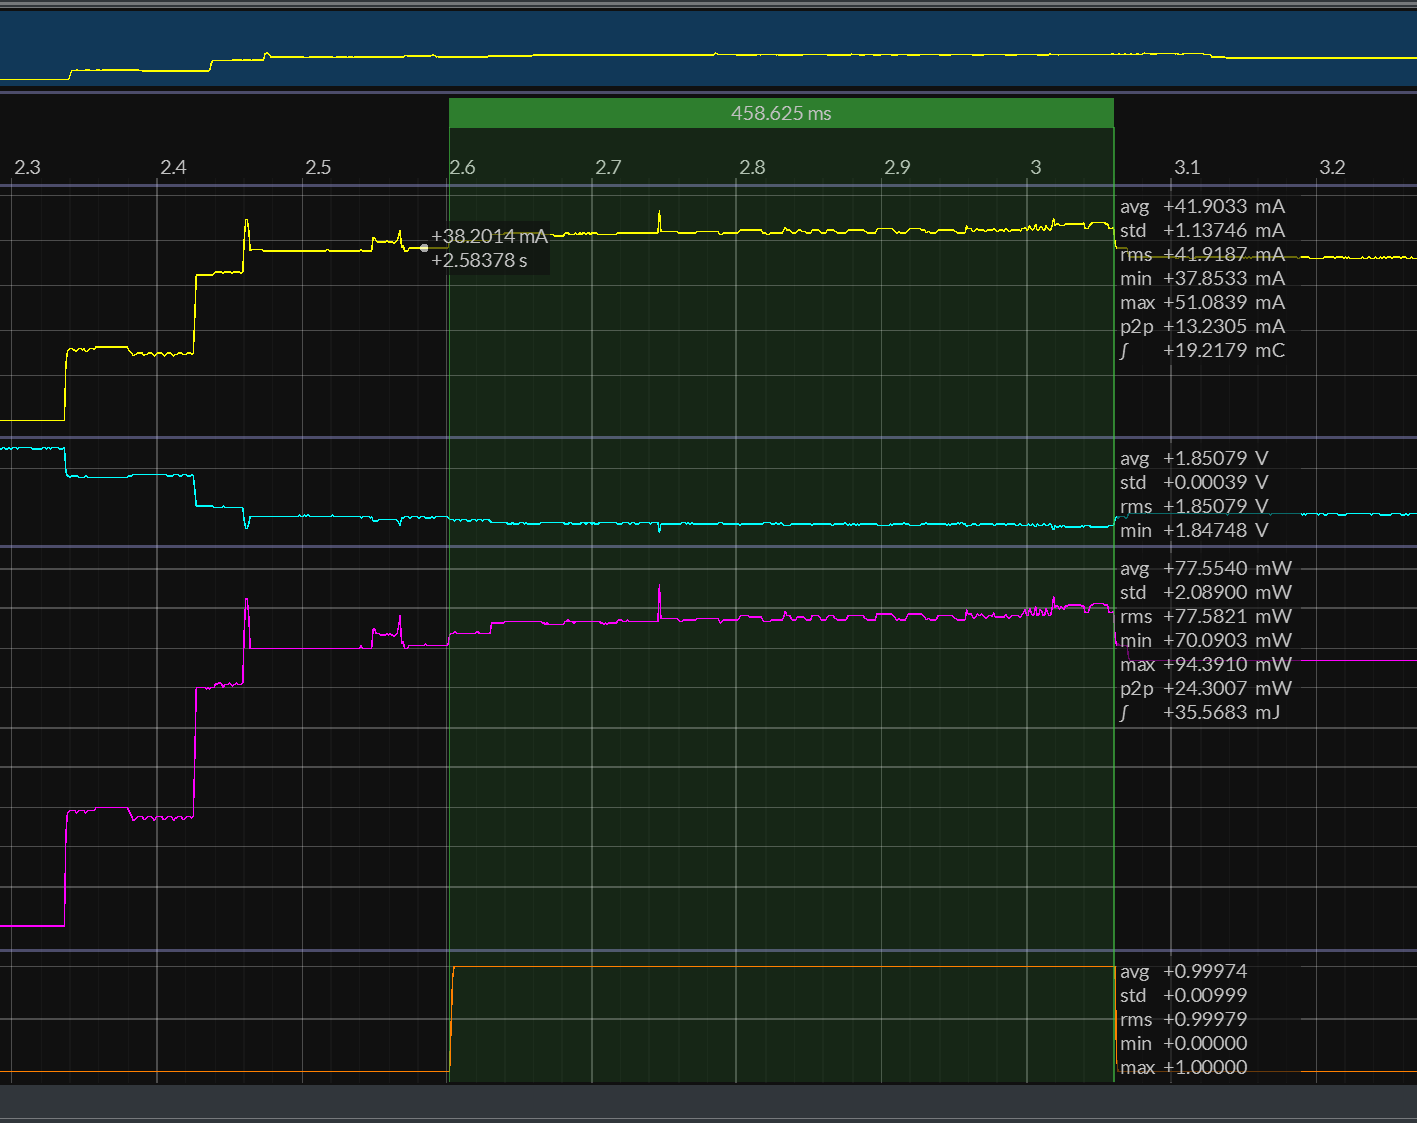 458.625 ms
2.3 2.4 2.5 2.6 2.7 2.8 2.9 3 3.1 3.2
+38.2014 mA
+2.58378 s
avg +41.9033 mA
std +1.13746 mA
rms +41.9187 mA
min +37.8533 mA
max +51.0839 mA
p2p +13.2305 mA
∫ +19.2179 mC
avg +1.85079 V
std +0.00039 V
rms +1.85079 V
min +1.84748 V
avg +77.5540 mW
std +2.08900 mW
rms +77.5821 mW
min +70.0903 mW
max +94.3910 mW
p2p +24.3007 mW
∫ +35.5683 mJ
avg +0.99974
std +0.00999
rms +0.99979
min +0.00000
max +1.00000